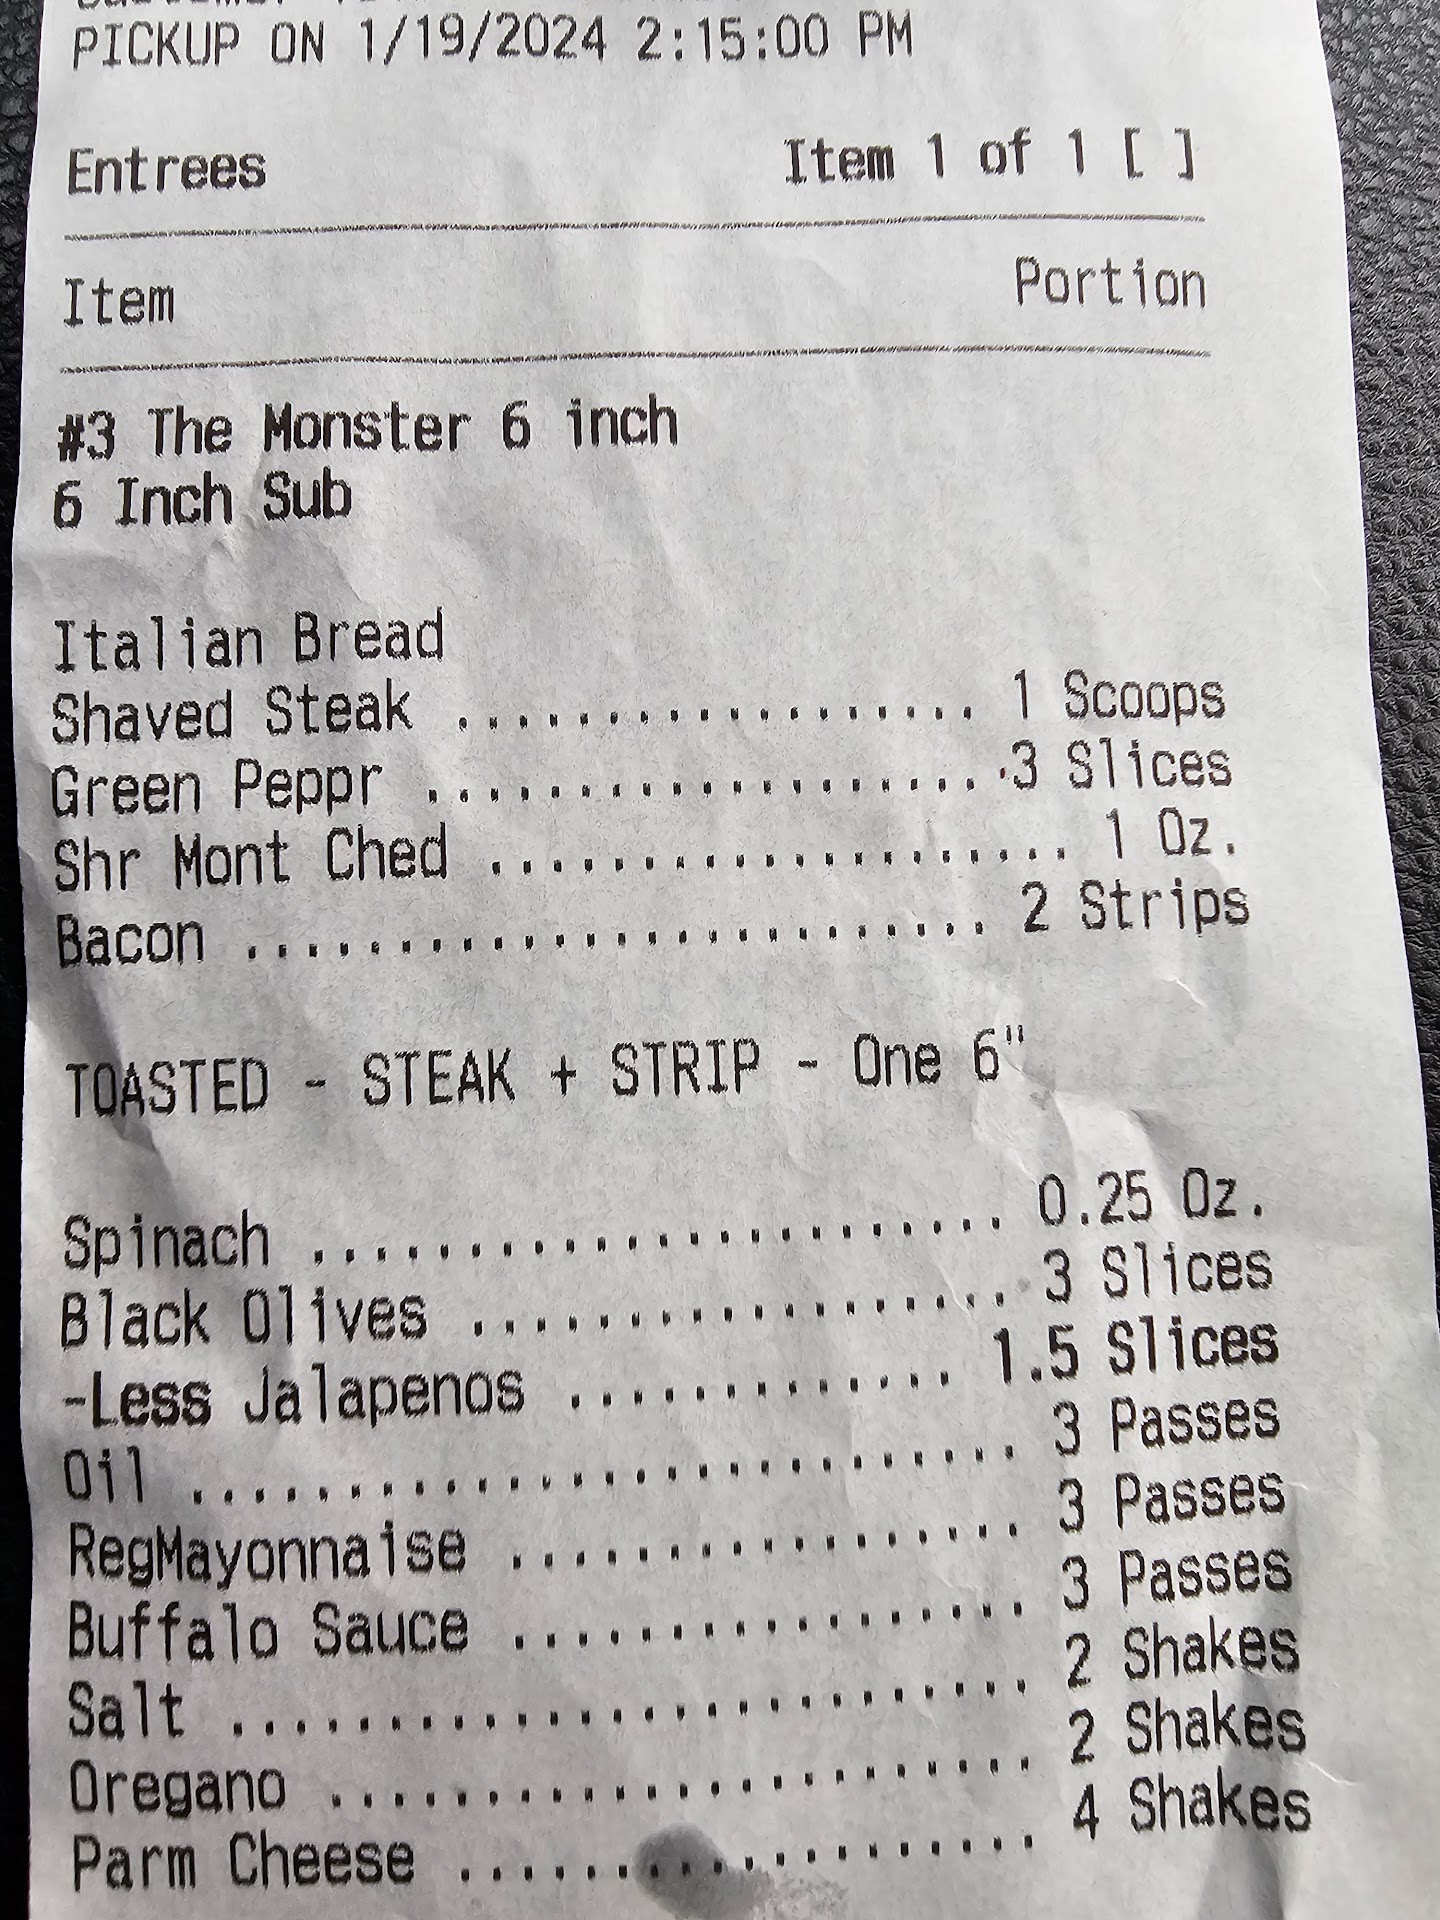 PICKUP ON 1/19/2024 2:15:00 PM
Entrees Item 1 of 1 [ ]
Item Portion
#3 The Monster 6 inch
6 Inch Sub
Italian Bread
Shaved Steak .................. 1 Scoops
Green Peppr .................. 3 Slices
Shr Mont Ched ................... 1 Oz.
Bacon ........................ 2 Strips
TOASTED - STEAK + STRIP - One 6"
Spinach ...................... 0.25 Oz.
Black Olives ................. 3 Slices
-Less Jalapenos ............. 1.5 Slices
Oil .......................... 3 Passes
RegMayonnaise ................ 3 Passes
Buffalo Sauce ................ 3 Passes
Salt ......................... 2 Shakes
Oregano ...................... 2 Shakes
Parm Cheese .................. 4 Shakes